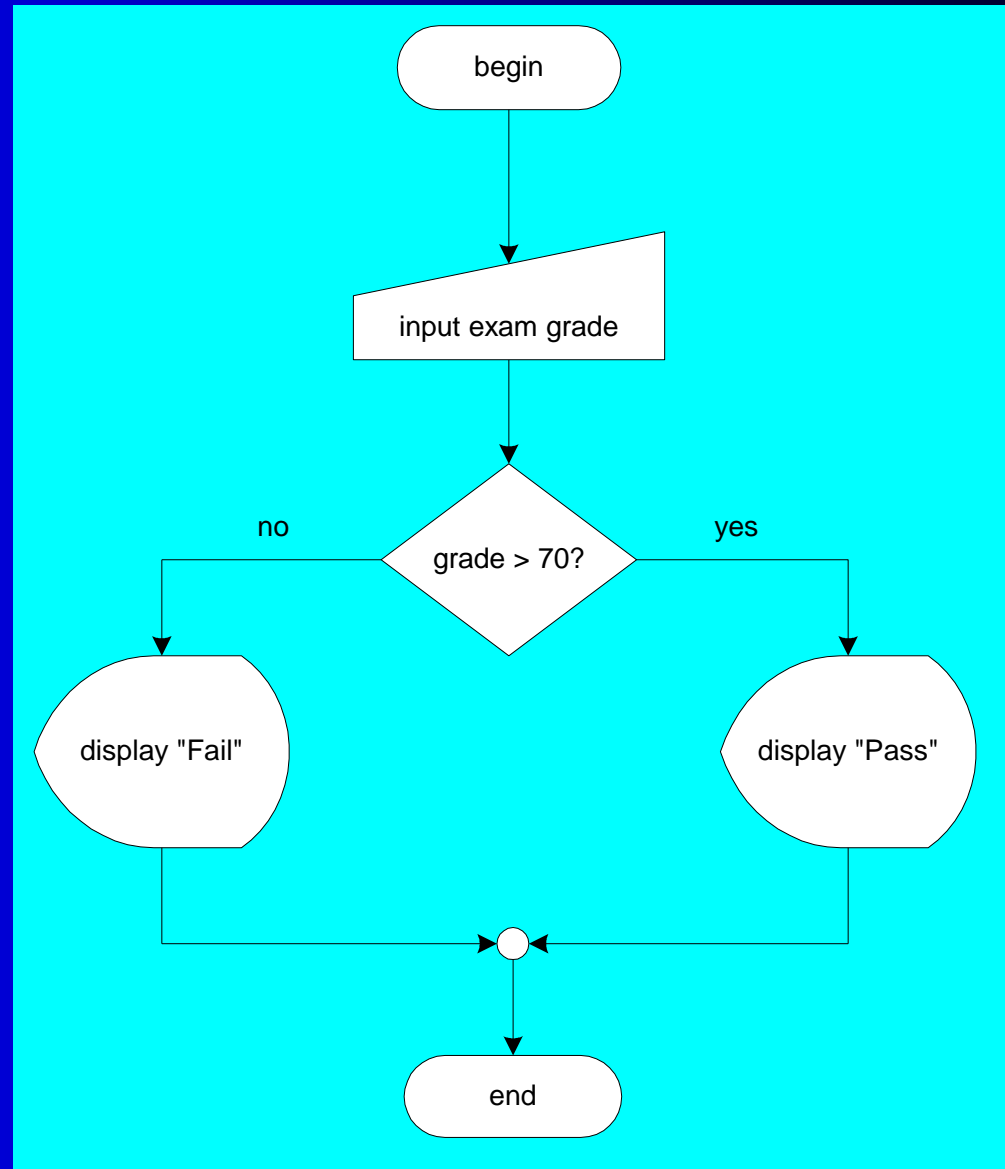 begin
input exam grade
no
yes
grade > 70?
display "Fail"
display "Pass"
end